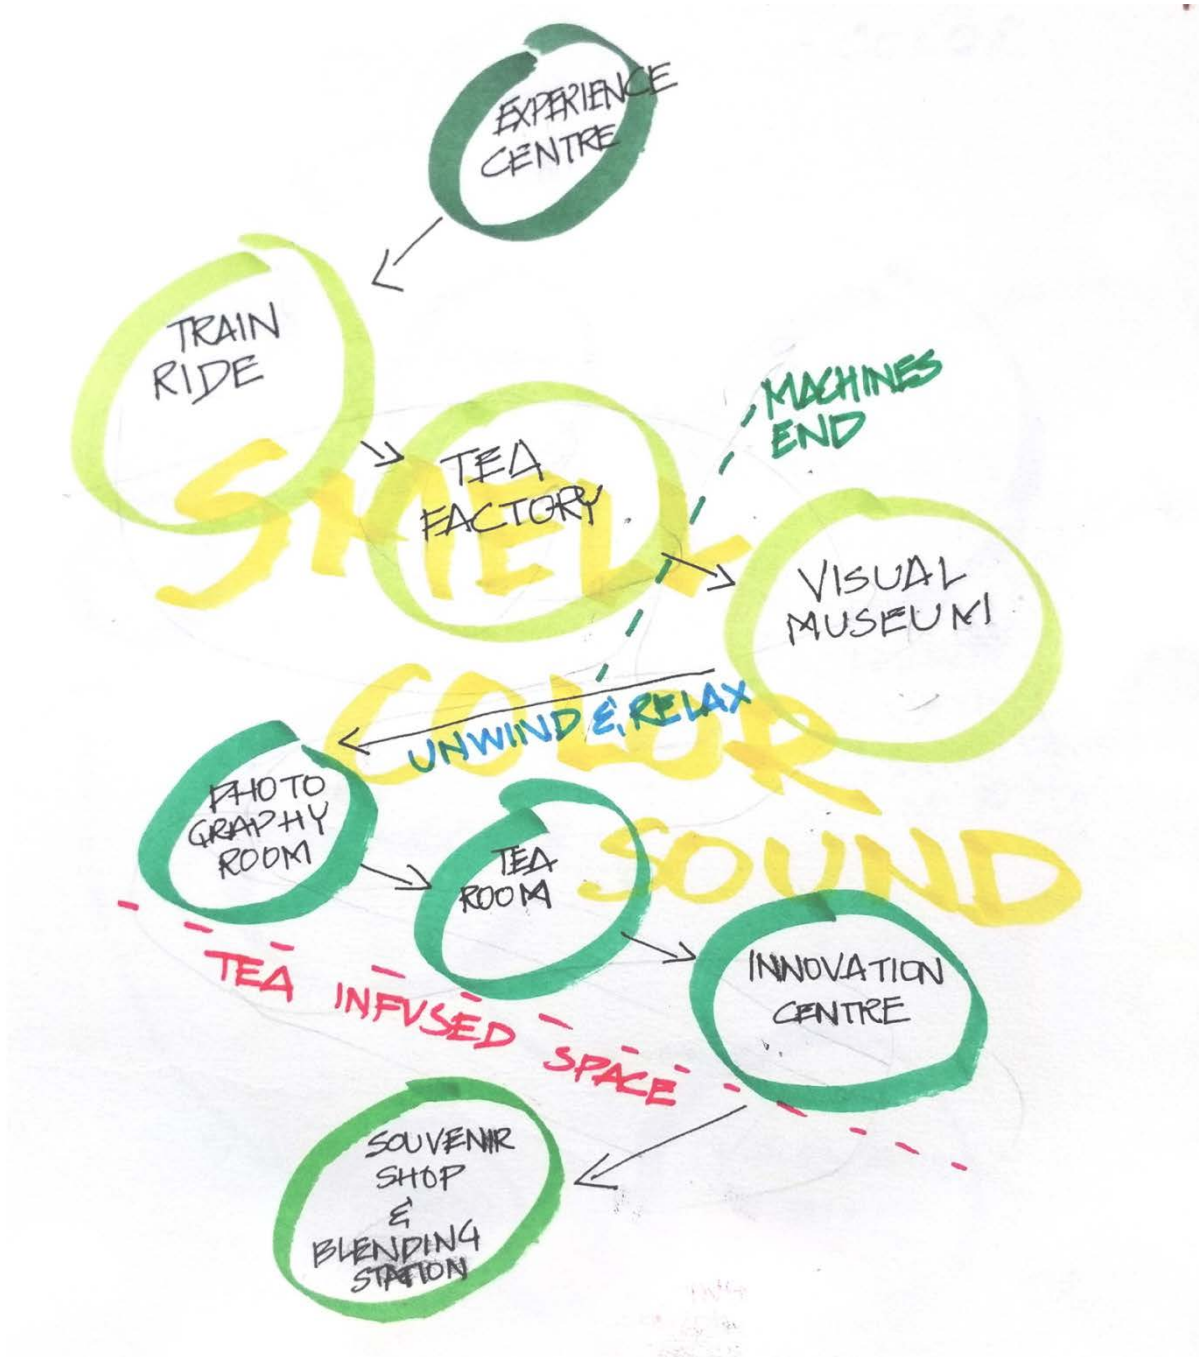 EXPERIENCE
CENTRE
TRAIN
RIDE
MACHINES
END
TEA
FACTORY
SMELL
VISUAL
MUSEUM
COLOR
UNWIND & RELAX
PHOTO
GRAPHY
ROOM
TEA
ROOM
SOUND
INNOVATION
CENTRE
TEA INFUSED SPACE
SOUVENIR
SHOP
&
BLENDING
STATION